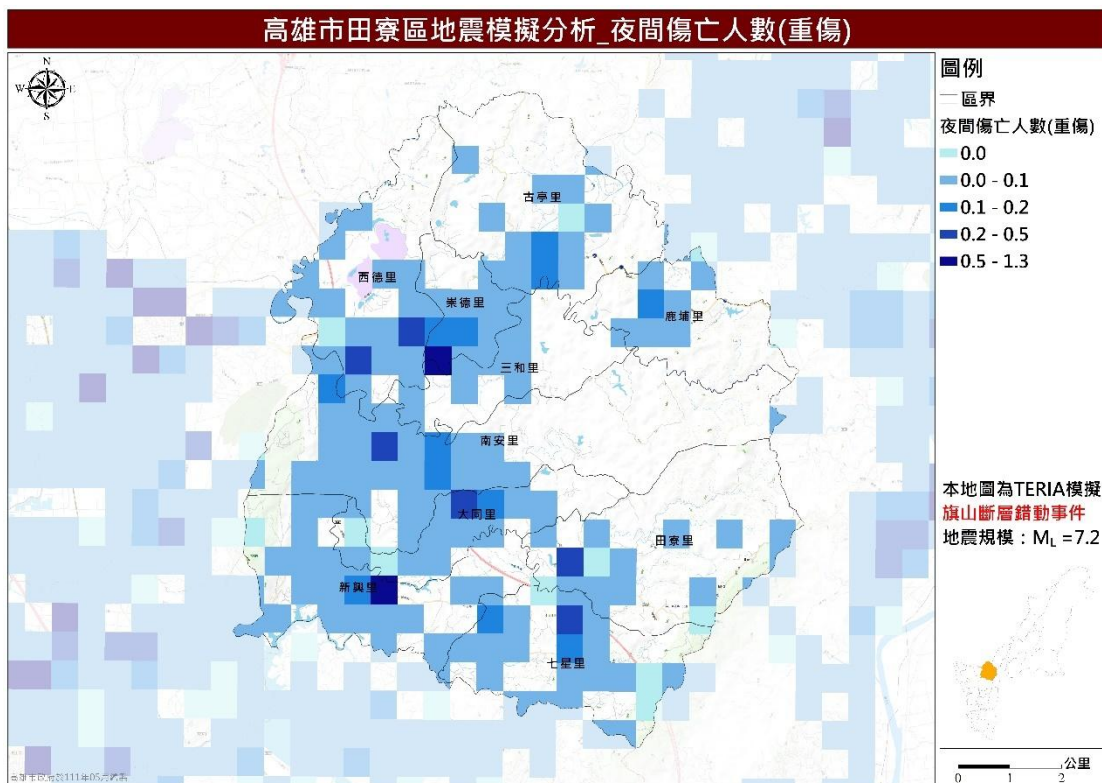 高雄市田寮區地震模擬分析_夜間傷亡人數(重傷)
N
W
E
S
古亭里
西德里
崇德里
鹿埔里
三和里
南安里
大同里
田寮里
新興里
七星里
圖例
區界
夜間傷亡人數(重傷)
0.0
0.0 - 0.1
0.1 - 0.2
0.2 - 0.5
0.5 - 1.3
本地圖為TERIA模擬
旗山斷層錯動事件
地震規模：ML =7.2
公里
0 1 2